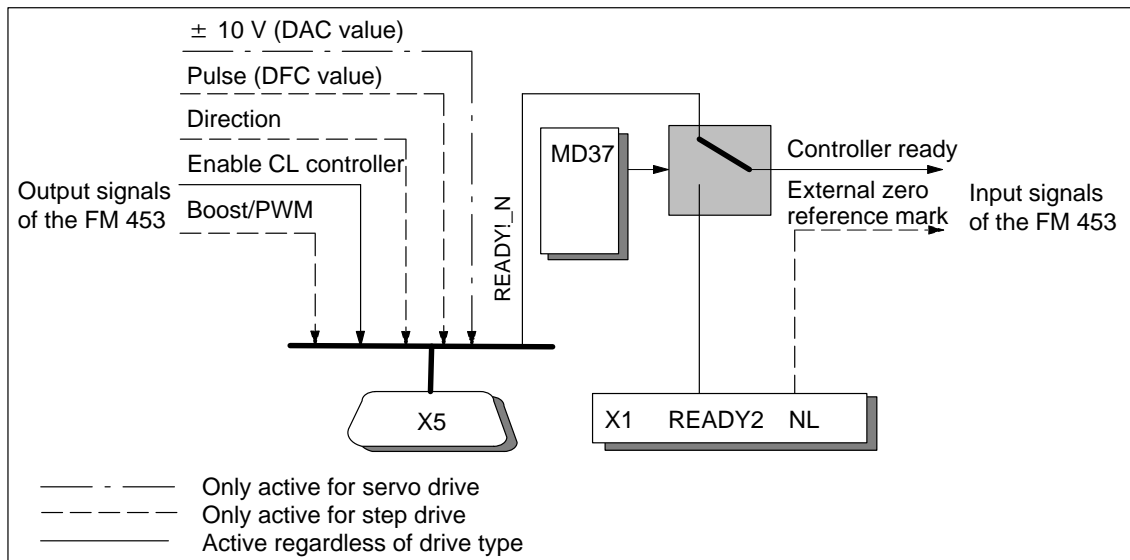 ± 10 V (DAC value)
Pulse (DFC value)
Direction
Enable CL controller
Boost/PWM
Output signals
of the FM 453
READY1_N
MD37
Controller ready
External zero
reference mark
Input signals
of the FM 453
X5
X1 READY2 NL
Only active for servo drive
Only active for step drive
Active regardless of drive type